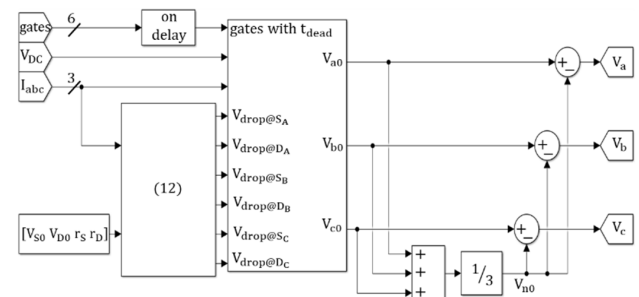 gates
6
on
delay
gates with t_dead
V_DC
I_abc
3
V_a0
V_b0
V_c0
V_drop@S_A
V_drop@D_A
V_drop@S_B
V_drop@D_B
V_drop@S_C
V_drop@D_C
(12)
[V_S0 V_D0 r_S r_D]
+
−
V_a
+
−
V_b
+
−
V_c
+
+
+
1/3
V_n0